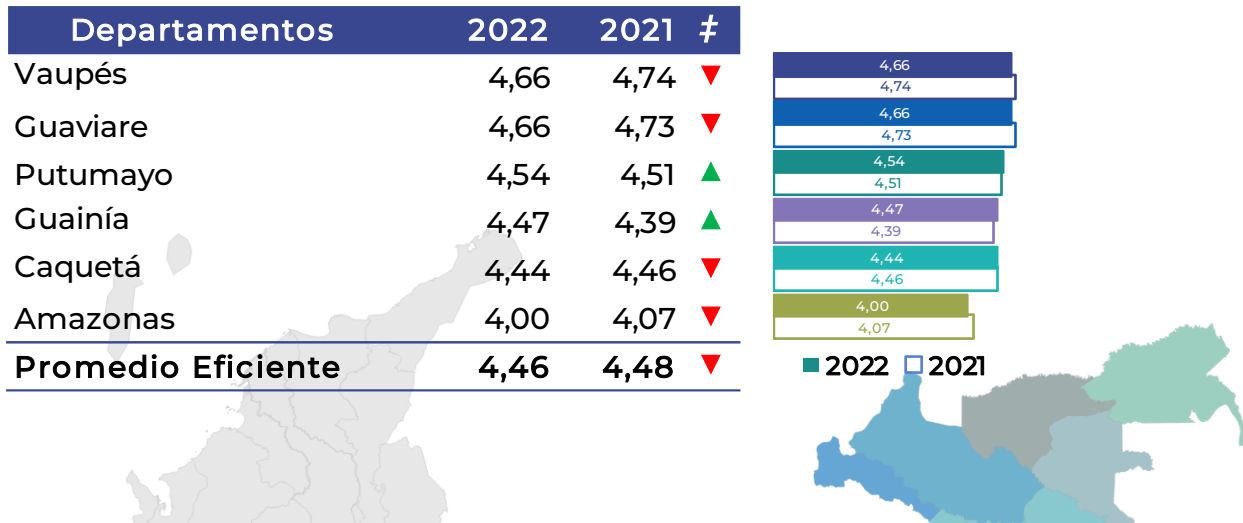 Departamentos 2022 2021 ≠
Vaupés 4,66 4,74 ▼
Guaviare 4,66 4,73 ▼
Putumayo 4,54 4,51 ▲
Guainía 4,47 4,39 ▲
Caquetá 4,44 4,46 ▼
Amazonas 4,00 4,07 ▼
Promedio Eficiente 4,46 4,48 ▼
4,66
4,74
4,66
4,73
4,54
4,51
4,47
4,39
4,44
4,46
4,00
4,07
2022 2021